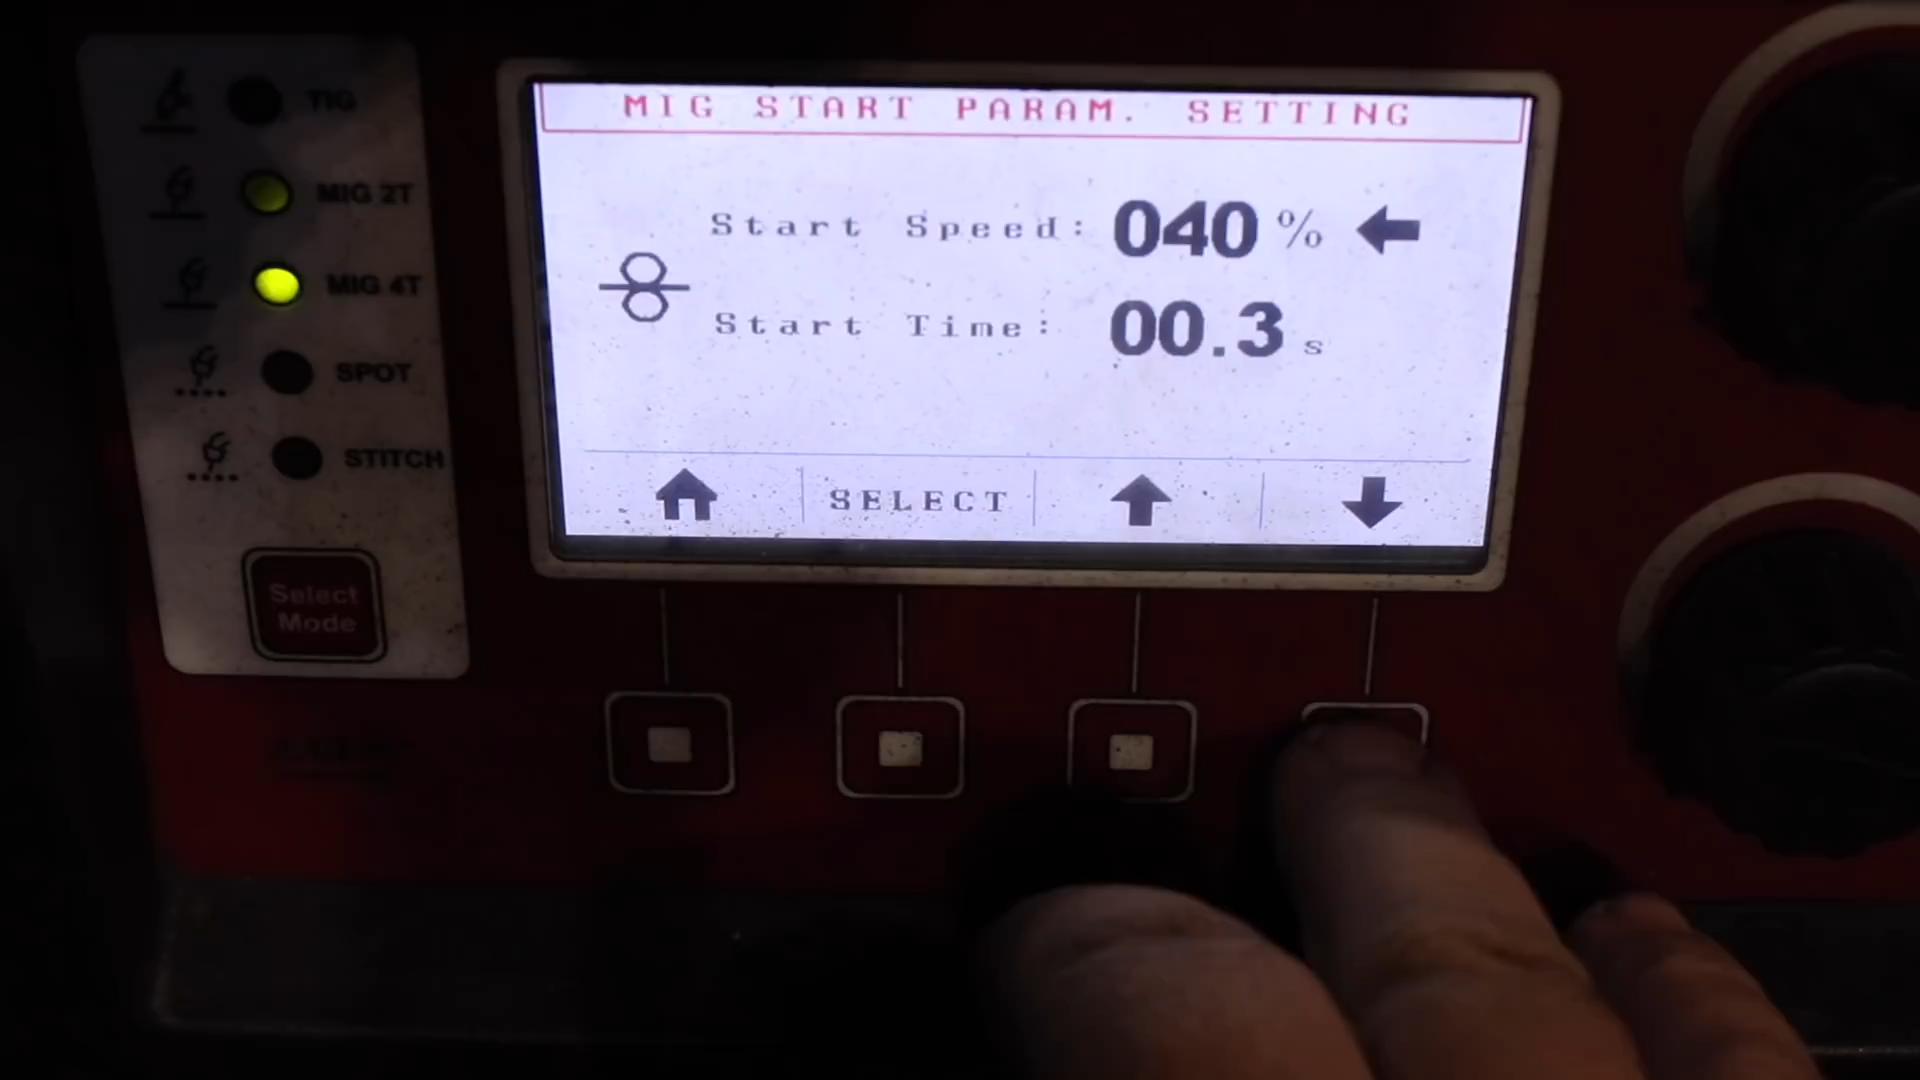 MIG START PARAM. SETTING
Start Speed: 040 %
Start Time: 00.3 s
SELECT
TIG
MIG 2T
MIG 4T
SPOT
STITCH
Select
Mode